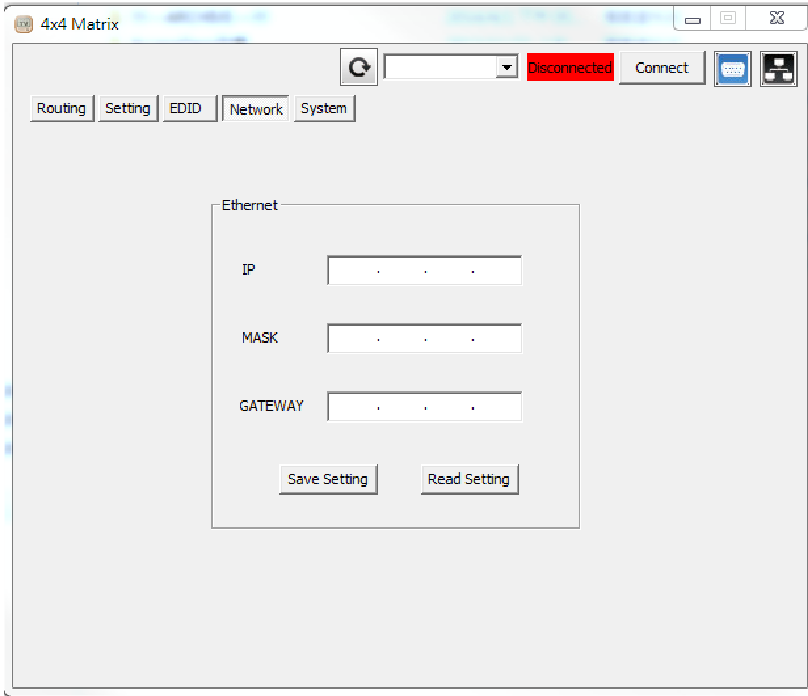 4x4 Matrix
Disconnected Connect
Routing Setting EDID Network System
Ethernet
IP . . .
MASK . . .
GATEWAY . . .
Save Setting Read Setting